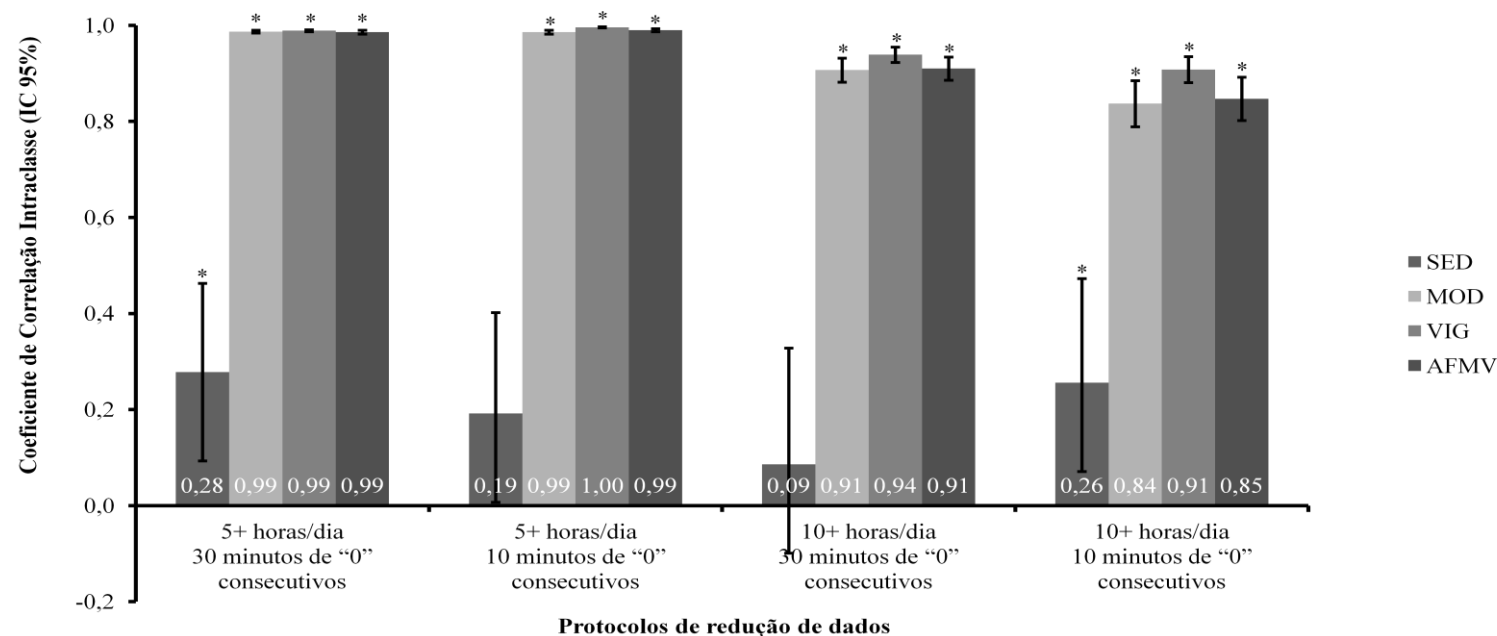 Coeficiente de Correlação Intraclasse (IC 95%)
1,0
0,8
0,6
0,4
0,2
0,0
-0,2
* * * * * * * * * * * * * *
0,28 0,99 0,99 0,99
0,19 0,99 1,00 0,99
0,09 0,91 0,94 0,91
0,26 0,84 0,91 0,85
5+ horas/dia
30 minutos de “0”
consecutivos
5+ horas/dia
10 minutos de “0”
consecutivos
10+ horas/dia
30 minutos de “0”
consecutivos
10+ horas/dia
10 minutos de “0”
consecutivos
Protocolos de redução de dados
SED
MOD
VIG
AFMV